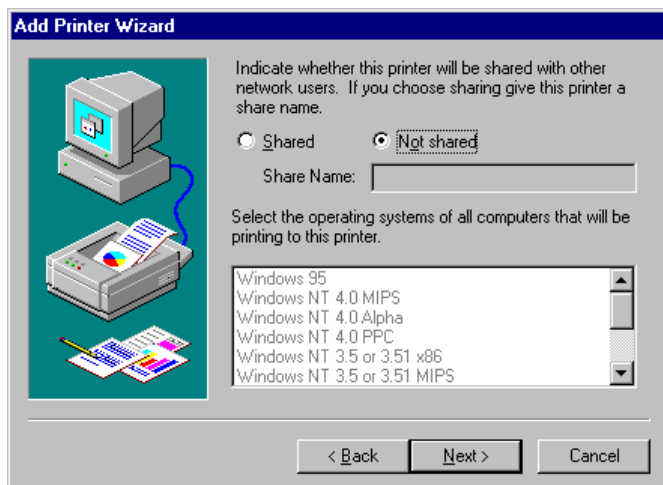 Add Printer Wizard
Indicate whether this printer will be shared with other
network users. If you choose sharing give this printer a
share name.
Shared Not shared
Share Name:
Select the operating systems of all computers that will be
printing to this printer.
Windows 95
Windows NT 4.0 MIPS
Windows NT 4.0 Alpha
Windows NT 4.0 PPC
Windows NT 3.5 or 3.51 x86
Windows NT 3.5 or 3.51 MIPS
< Back Next > Cancel